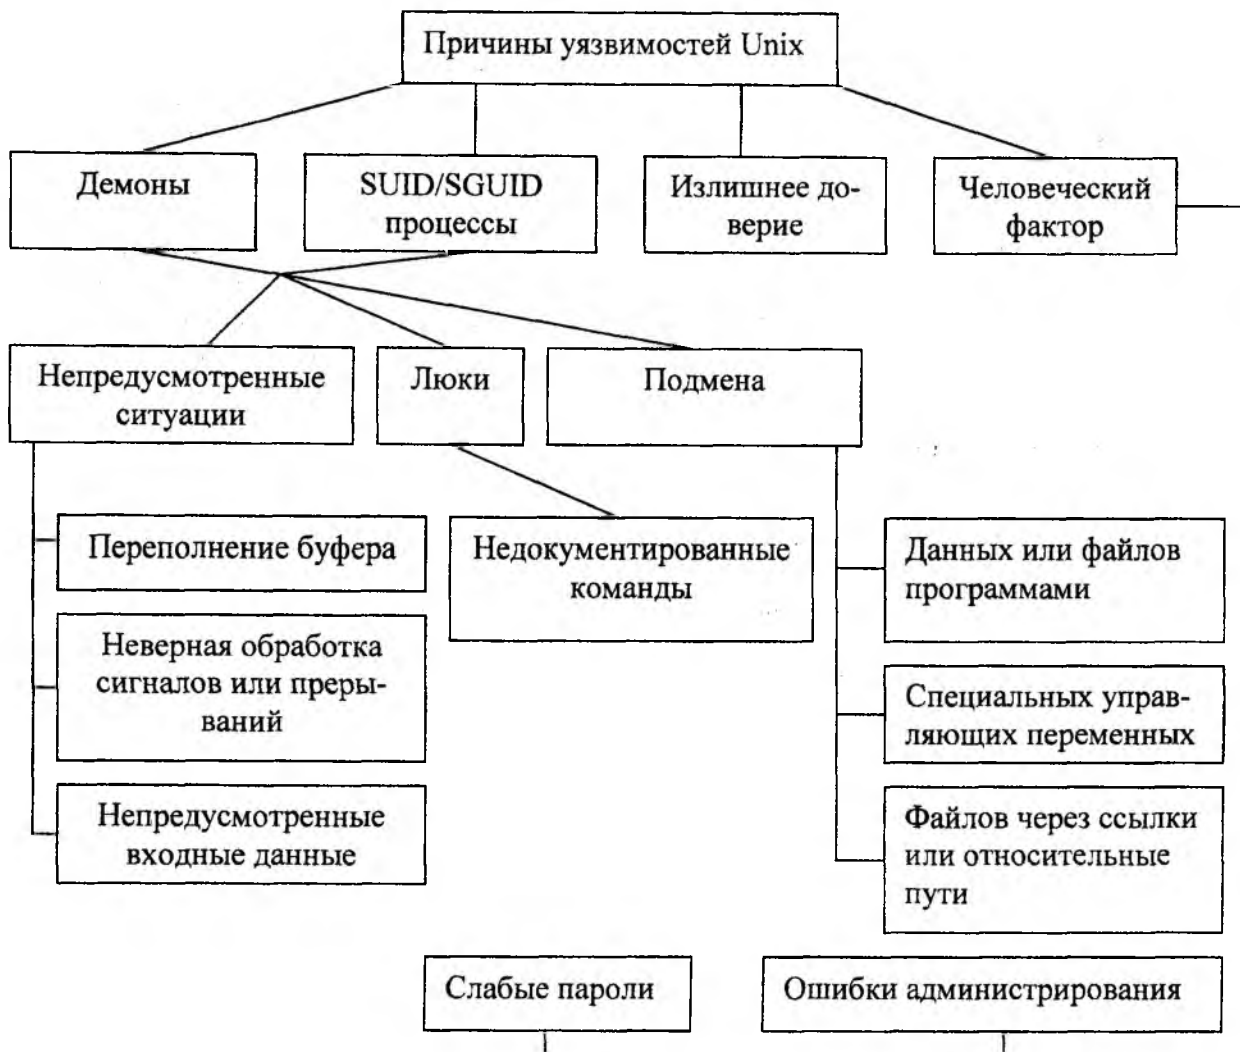 Причины уязвимостей Unix
Демоны
SUID/SGUID
процессы
Излишнее до-
верие
Человеческий
фактор
Непредусмотренные
ситуации
Люки
Подмена
Переполнение буфера
Неверная обработка
сигналов или преры-
ваний
Непредусмотренные
входные данные
Недокументированные
команды
Данных или файлов
программами
Специальных управ-
ляющих переменных
Файлов через ссылки
или относительные
пути
Слабые пароли
Ошибки администрирования